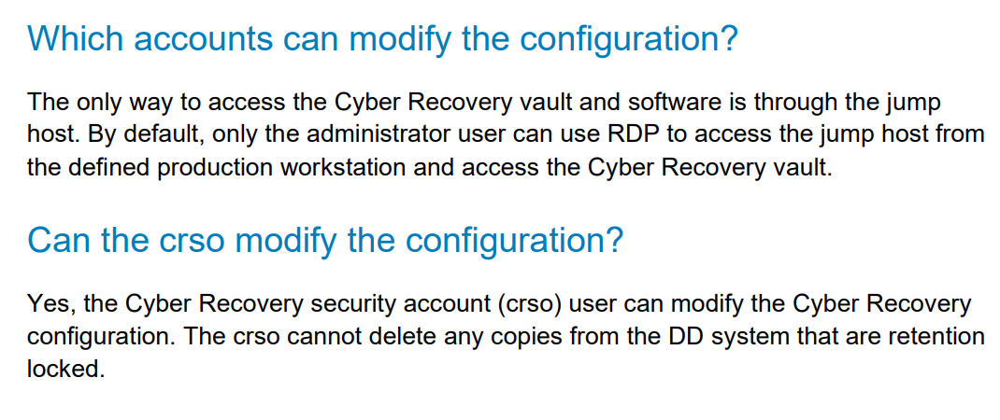 Which accounts can modify the configuration?
The only way to access the Cyber Recovery vault and software is through the jump
host. By default, only the administrator user can use RDP to access the jump host from
the defined production workstation and access the Cyber Recovery vault.
Can the crso modify the configuration?
Yes, the Cyber Recovery security account (crso) user can modify the Cyber Recovery
configuration. The crso cannot delete any copies from the DD system that are retention
locked.